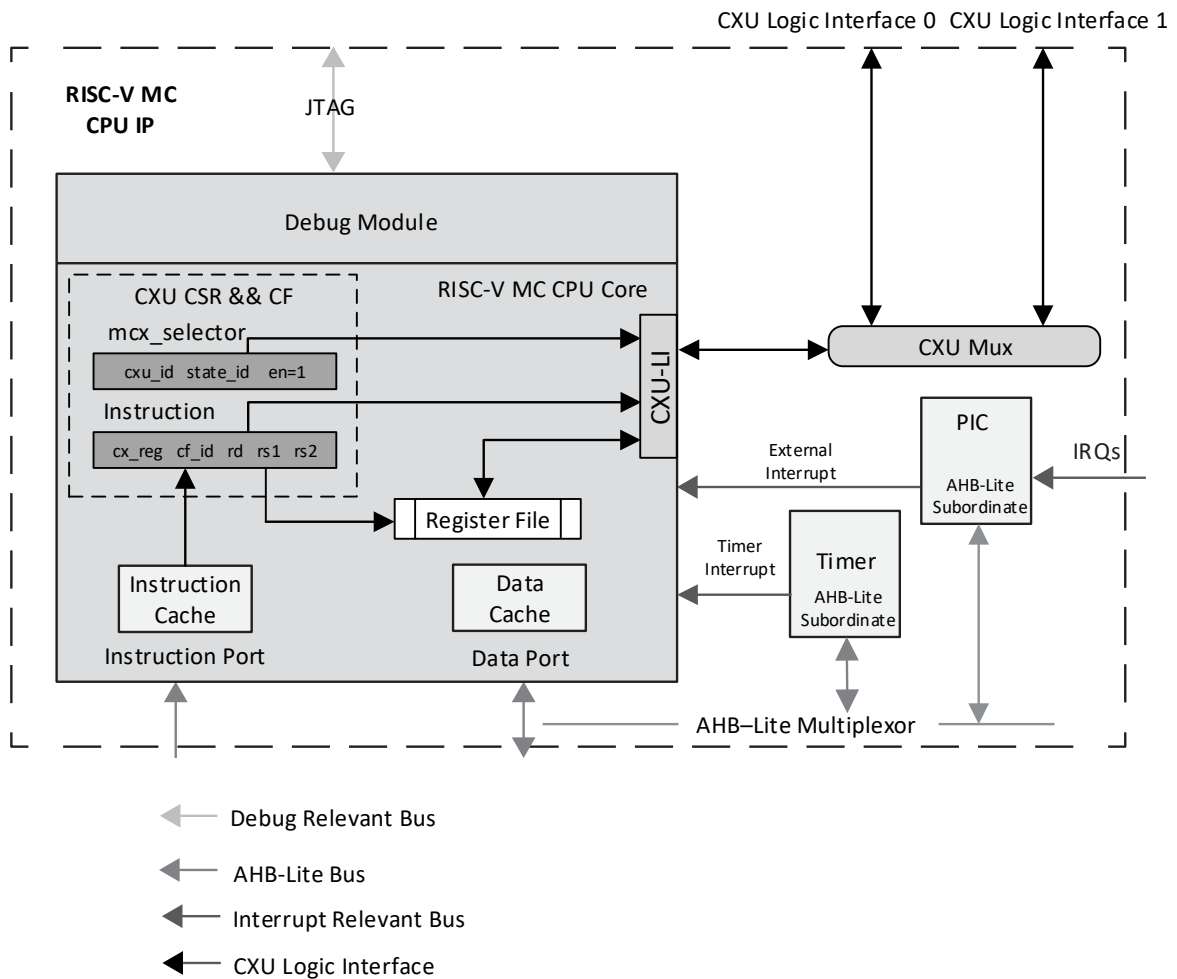 CXU Logic Interface 0 CXU Logic Interface 1
RISC-V MC
CPU IP
JTAG
Debug Module
CXU CSR && CF
RISC-V MC CPU Core
mcx_selector
cxu_id state_id en=1
CXU-LI
CXU Mux
Instruction
cx_reg cf_id rd rs1 rs2
PIC
AHB-Lite
Subordinate
IRQs
External
Interrupt
Register File
Timer
Interrupt
Timer
AHB-Lite
Subordinate
Instruction
Cache
Data
Cache
Instruction Port
Data Port
AHB–Lite Multiplexor
Debug Relevant Bus
AHB-Lite Bus
Interrupt Relevant Bus
CXU Logic Interface